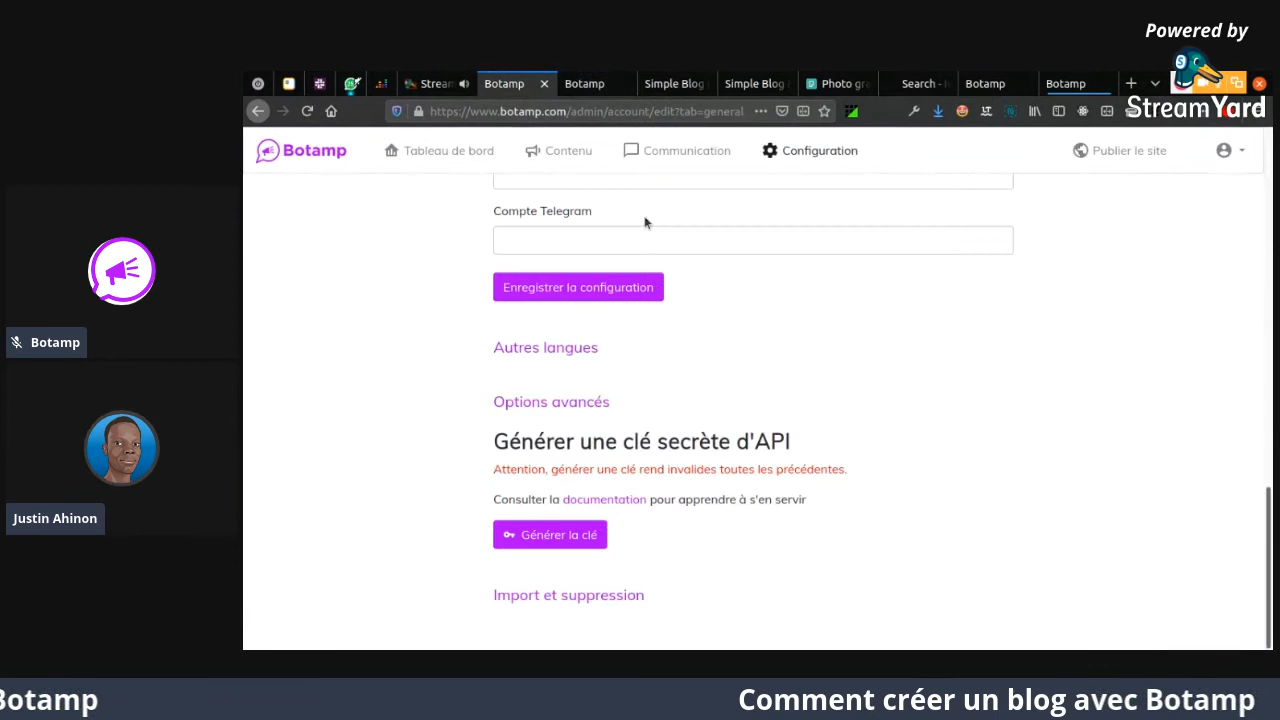 Powered by
StreamYard
Stream
Botamp
Botamp
Simple Blog
Simple Blog
Photo gr
Search -
Botamp
Botamp
https://www.botamp.com/admin/account/edit?tab=general
Botamp
Tableau de bord
Contenu
Communication
Configuration
Publier le site
Compte Telegram
Enregistrer la configuration
Autres langues
Options avancés
Générer une clé secrète d'API
Attention, générer une clé rend invalides toutes les précédentes.
Consulter la documentation pour apprendre à s'en servir
Générer la clé
Import et suppression
Botamp
Justin Ahinon
Botamp
Comment créer un blog avec Botamp